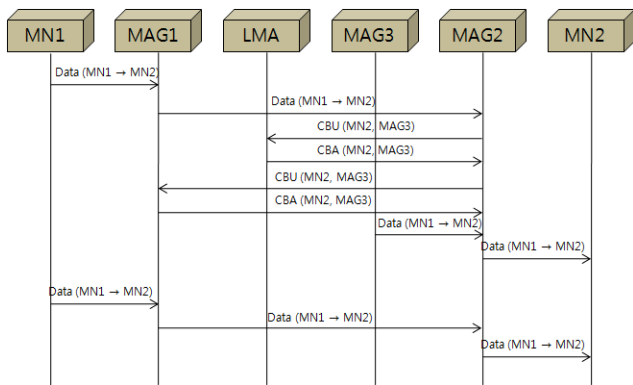 MN1
MAG1
LMA
MAG3
MAG2
MN2
Data (MN1 → MN2)
Data (MN1 → MN2)
CBU (MN2, MAG3)
CBA (MN2, MAG3)
CBU (MN2, MAG3)
CBA (MN2, MAG3)
Data (MN1 → MN2)
Data (MN1 → MN2)
Data (MN1 → MN2)
Data (MN1 → MN2)
Data (MN1 → MN2)